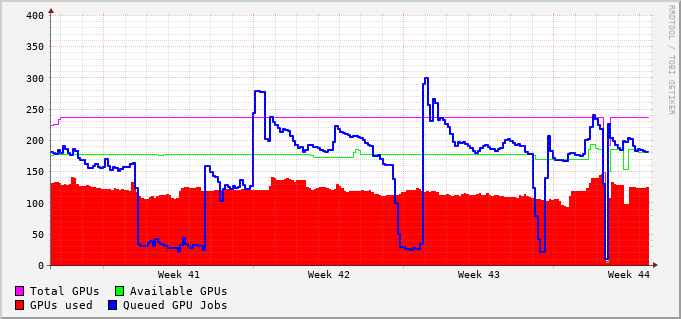 RRDTOOL / TOBI OETIKER
400
350
300
250
200
150
100
50
0
Week 41 Week 42 Week 43 Week 44
Total GPUs Available GPUs
GPUs used Queued GPU Jobs